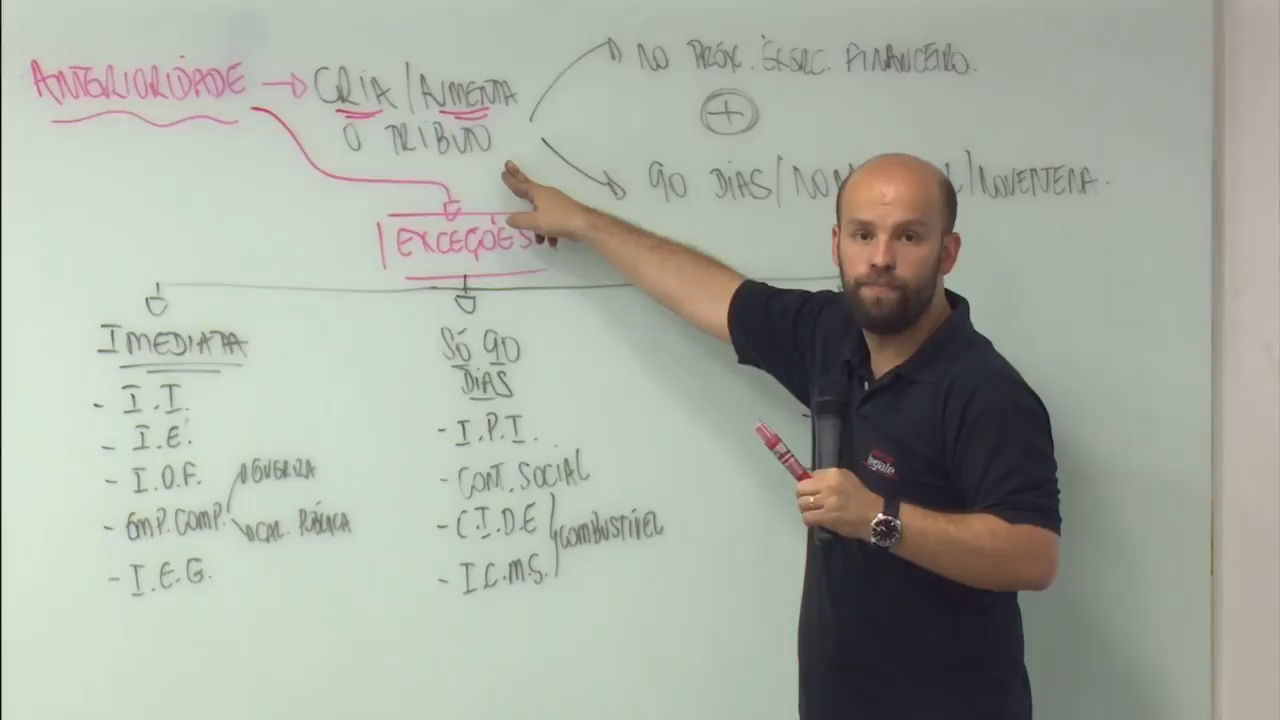 ANTERIORIDADE
CRIA / AUMENTA
O TRIBUTO
NO PRÓX. EXERC. FINANCEIRO.
+
90 DIAS / / NOVENTENA.
EXCEÇÕES
IMEDIATA
- I.I.
- I.E.
- I.O.F.
- EMP. COMP.
GUERRA
CAL. PÚBLICA
- I.E.G.
SÓ 90
DIAS
- I.P.I.
- CONT. SOCIAL
- C.I.D.E
- I.C.M.S.
COMBUSTÍVEL
legale